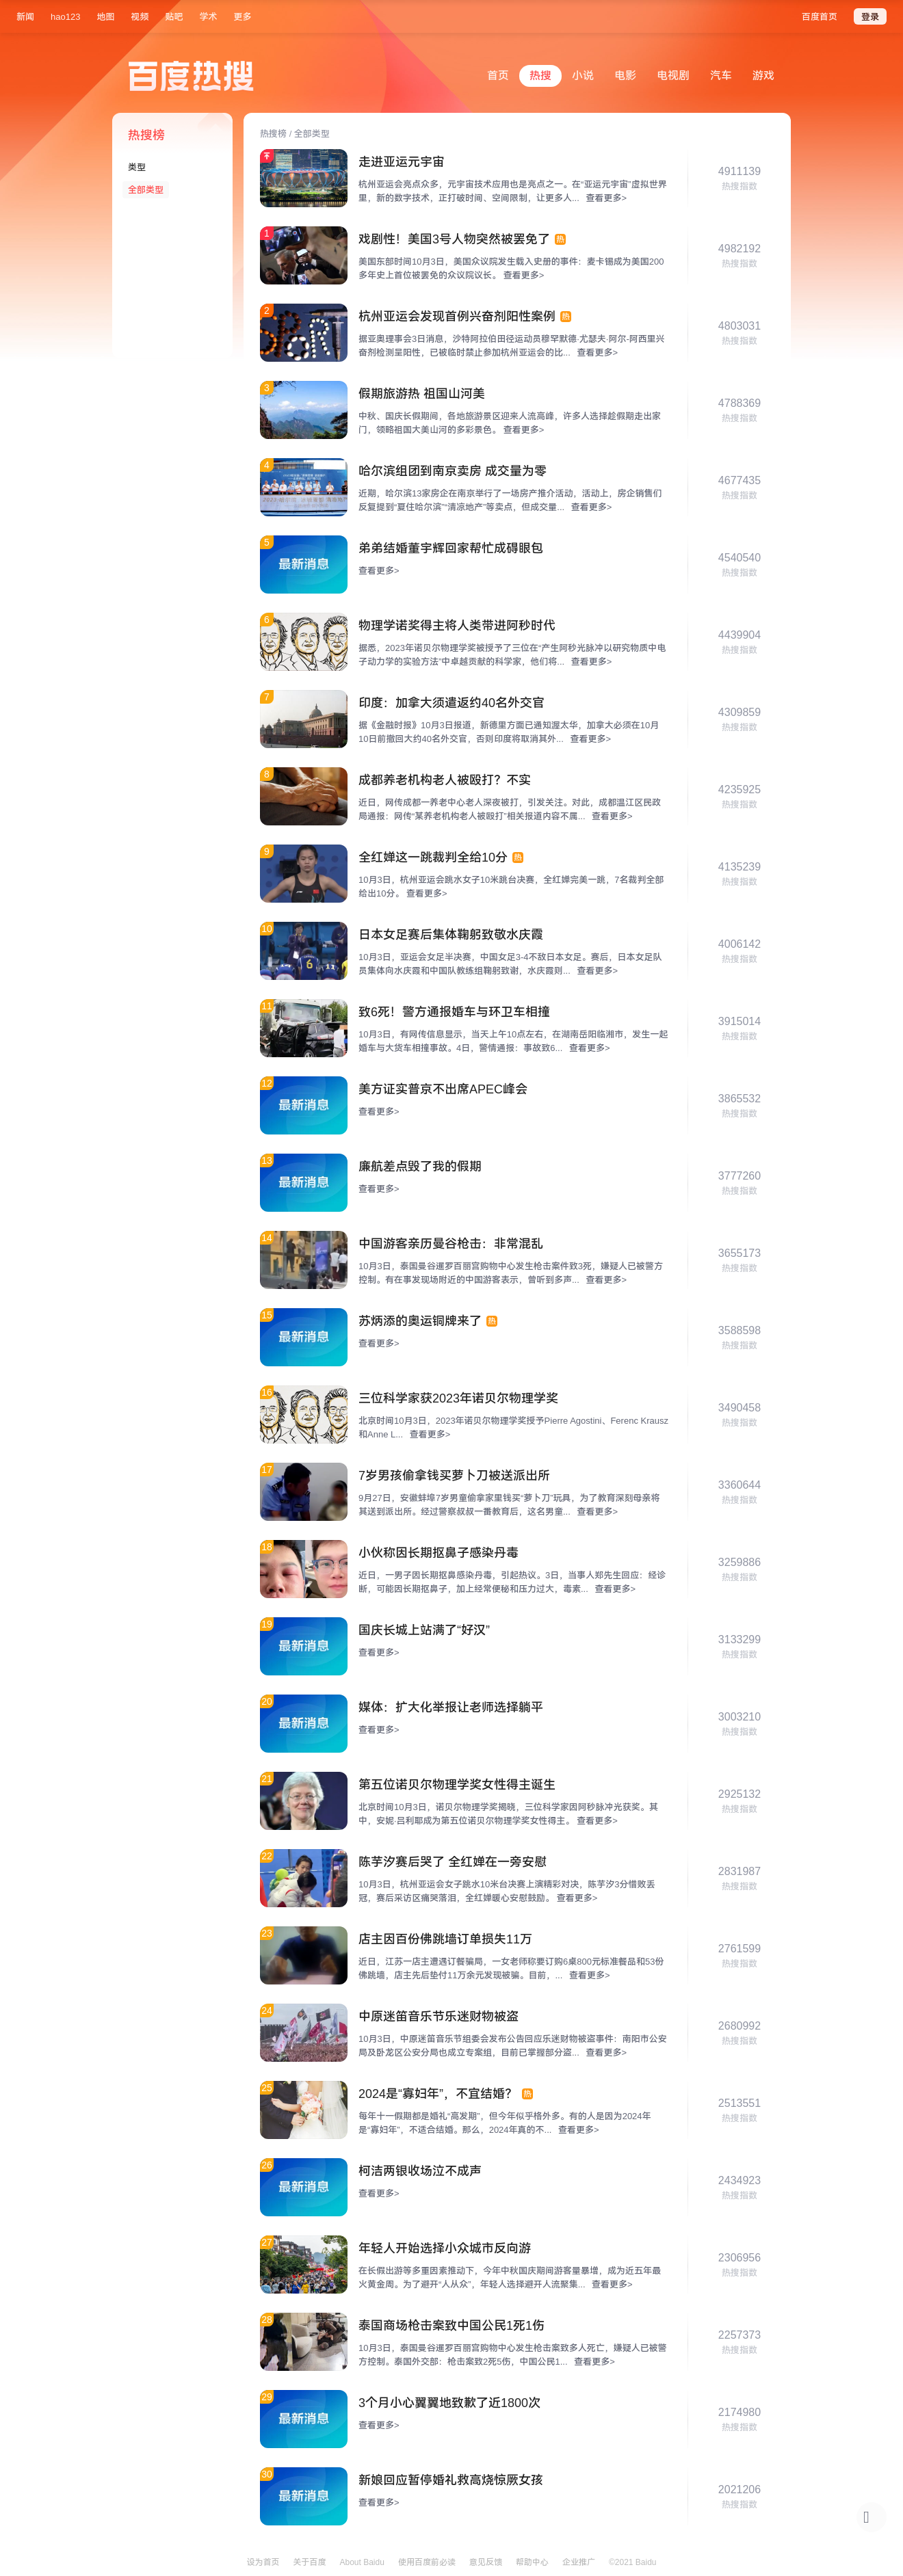 新闻 hao123 地图 视频 贴吧 学术 更多 百度首页 登录
百度热搜
首页 热搜 小说 电影 电视剧 汽车 游戏
热搜榜
类型
全部类型
热搜榜 / 全部类型
走进亚运元宇宙
杭州亚运会亮点众多，元宇宙技术应用也是亮点之一。在“亚运元宇宙”虚拟世界
里，新的数字技术，正打破时间、空间限制，让更多人... 查看更多>
4911139
热搜指数
1
戏剧性！美国3号人物突然被罢免了 热
美国东部时间10月3日，美国众议院发生载入史册的事件：麦卡锡成为美国200
多年史上首位被罢免的众议院议长。 查看更多>
4982192
热搜指数
2
杭州亚运会发现首例兴奋剂阳性案例 热
据亚奥理事会3日消息，沙特阿拉伯田径运动员穆罕默德·尤瑟夫·阿尔-阿西里兴
奋剂检测呈阳性，已被临时禁止参加杭州亚运会的比... 查看更多>
4803031
热搜指数
3
假期旅游热 祖国山河美
中秋、国庆长假期间，各地旅游景区迎来人流高峰，许多人选择趁假期走出家
门，领略祖国大美山河的多彩景色。 查看更多>
4788369
热搜指数
4
哈尔滨组团到南京卖房 成交量为零
近期，哈尔滨13家房企在南京举行了一场房产推介活动，活动上，房企销售们
反复提到“夏住哈尔滨”“清凉地产”等卖点，但成交量... 查看更多>
4677435
热搜指数
5
最新消息
弟弟结婚董宇辉回家帮忙成碍眼包
查看更多>
4540540
热搜指数
6
物理学诺奖得主将人类带进阿秒时代
据悉，2023年诺贝尔物理学奖被授予了三位在“产生阿秒光脉冲以研究物质中电
子动力学的实验方法”中卓越贡献的科学家，他们将... 查看更多>
4439904
热搜指数
7
印度：加拿大须遣返约40名外交官
据《金融时报》10月3日报道，新德里方面已通知渥太华，加拿大必须在10月
10日前撤回大约40名外交官，否则印度将取消其外... 查看更多>
4309859
热搜指数
8
成都养老机构老人被殴打？不实
近日，网传成都一养老中心老人深夜被打，引发关注。对此，成都温江区民政
局通报：网传“某养老机构老人被殴打”相关报道内容不属... 查看更多>
4235925
热搜指数
9
全红婵这一跳裁判全给10分 热
10月3日，杭州亚运会跳水女子10米跳台决赛，全红婵完美一跳，7名裁判全部
给出10分。 查看更多>
4135239
热搜指数
10
日本女足赛后集体鞠躬致敬水庆霞
10月3日，亚运会女足半决赛，中国女足3-4不敌日本女足。赛后，日本女足队
员集体向水庆霞和中国队教练组鞠躬致谢，水庆霞则... 查看更多>
4006142
热搜指数
11
致6死！警方通报婚车与环卫车相撞
10月3日，有网传信息显示，当天上午10点左右，在湖南岳阳临湘市，发生一起
婚车与大货车相撞事故。4日，警情通报：事故致6... 查看更多>
3915014
热搜指数
12
最新消息
美方证实普京不出席APEC峰会
查看更多>
3865532
热搜指数
13
最新消息
廉航差点毁了我的假期
查看更多>
3777260
热搜指数
14
中国游客亲历曼谷枪击：非常混乱
10月3日，泰国曼谷暹罗百丽宫购物中心发生枪击案件致3死，嫌疑人已被警方
控制。有在事发现场附近的中国游客表示，曾听到多声... 查看更多>
3655173
热搜指数
15
最新消息
苏炳添的奥运铜牌来了 热
查看更多>
3588598
热搜指数
16
三位科学家获2023年诺贝尔物理学奖
北京时间10月3日，2023年诺贝尔物理学奖授予Pierre Agostini、Ferenc Krausz
和Anne L... 查看更多>
3490458
热搜指数
17
7岁男孩偷拿钱买萝卜刀被送派出所
9月27日，安徽蚌埠7岁男童偷拿家里钱买“萝卜刀”玩具，为了教育深刻母亲将
其送到派出所。经过警察叔叔一番教育后，这名男童... 查看更多>
3360644
热搜指数
18
小伙称因长期抠鼻子感染丹毒
近日，一男子因长期抠鼻感染丹毒，引起热议。3日，当事人郑先生回应：经诊
断，可能因长期抠鼻子，加上经常便秘和压力过大，毒素... 查看更多>
3259886
热搜指数
19
最新消息
国庆长城上站满了“好汉”
查看更多>
3133299
热搜指数
20
最新消息
媒体：扩大化举报让老师选择躺平
查看更多>
3003210
热搜指数
21
第五位诺贝尔物理学奖女性得主诞生
北京时间10月3日，诺贝尔物理学奖揭晓，三位科学家因阿秒脉冲光获奖。其
中，安妮·吕利耶成为第五位诺贝尔物理学奖女性得主。 查看更多>
2925132
热搜指数
22
陈芋汐赛后哭了 全红婵在一旁安慰
10月3日，杭州亚运会女子跳水10米台决赛上演精彩对决，陈芋汐3分惜败丢
冠，赛后采访区痛哭落泪，全红婵暖心安慰鼓励。 查看更多>
2831987
热搜指数
23
店主因百份佛跳墙订单损失11万
近日，江苏一店主遭遇订餐骗局，一女老师称要订购6桌800元标准餐品和53份
佛跳墙，店主先后垫付11万余元发现被骗。目前，... 查看更多>
2761599
热搜指数
24
中原迷笛音乐节乐迷财物被盗
10月3日，中原迷笛音乐节组委会发布公告回应乐迷财物被盗事件：南阳市公安
局及卧龙区公安分局也成立专案组，目前已掌握部分盗... 查看更多>
2680992
热搜指数
25
2024是“寡妇年”，不宜结婚？ 热
每年十一假期都是婚礼“高发期”，但今年似乎格外多。有的人是因为2024年
是“寡妇年”，不适合结婚。那么，2024年真的不... 查看更多>
2513551
热搜指数
26
最新消息
柯洁两银收场泣不成声
查看更多>
2434923
热搜指数
27
年轻人开始选择小众城市反向游
在长假出游等多重因素推动下，今年中秋国庆期间游客量暴增，成为近五年最
火黄金周。为了避开“人从众”，年轻人选择避开人流聚集... 查看更多>
2306956
热搜指数
28
泰国商场枪击案致中国公民1死1伤
10月3日，泰国曼谷暹罗百丽宫购物中心发生枪击案致多人死亡，嫌疑人已被警
方控制。泰国外交部：枪击案致2死5伤，中国公民1... 查看更多>
2257373
热搜指数
29
最新消息
3个月小心翼翼地致歉了近1800次
查看更多>
2174980
热搜指数
30
最新消息
新娘回应暂停婚礼救高烧惊厥女孩
查看更多>
2021206
热搜指数
设为首页 关于百度 About Baidu 使用百度前必读 意见反馈 帮助中心 企业推广 ©2021 Baidu